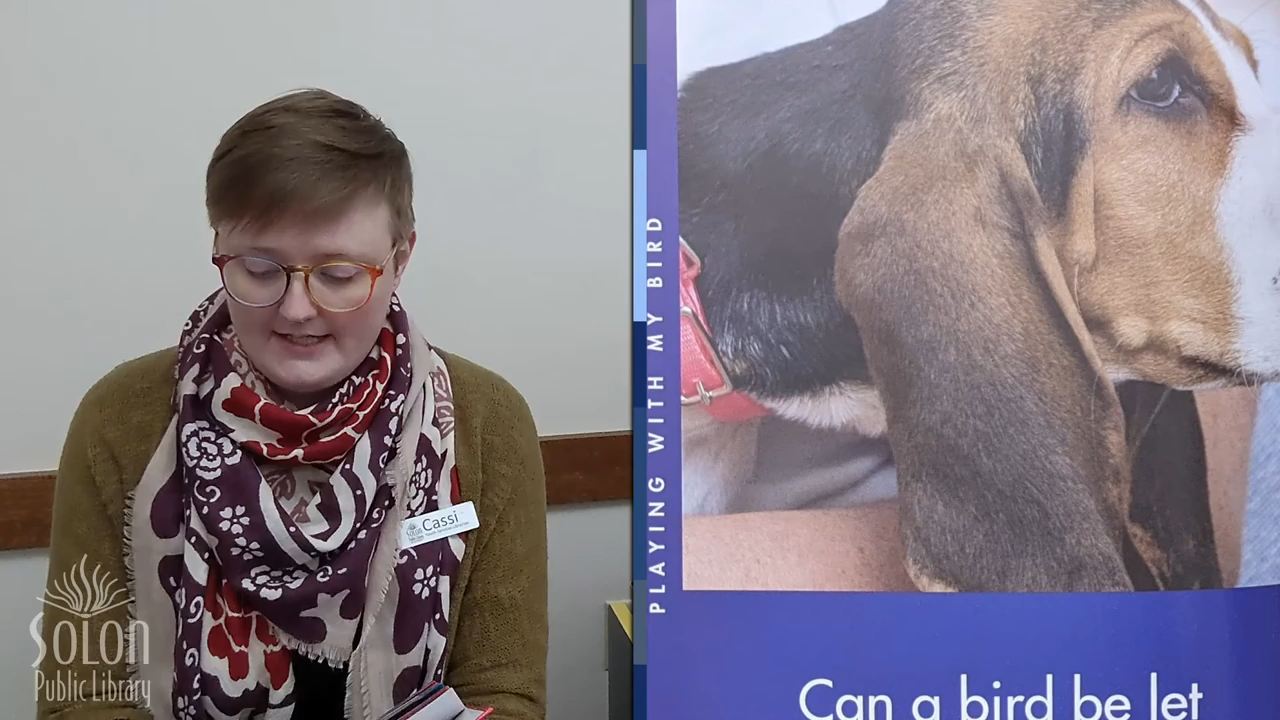 Cassi
SOLON
Public Library
PLAYING WITH MY BIRD
Can a bird be let